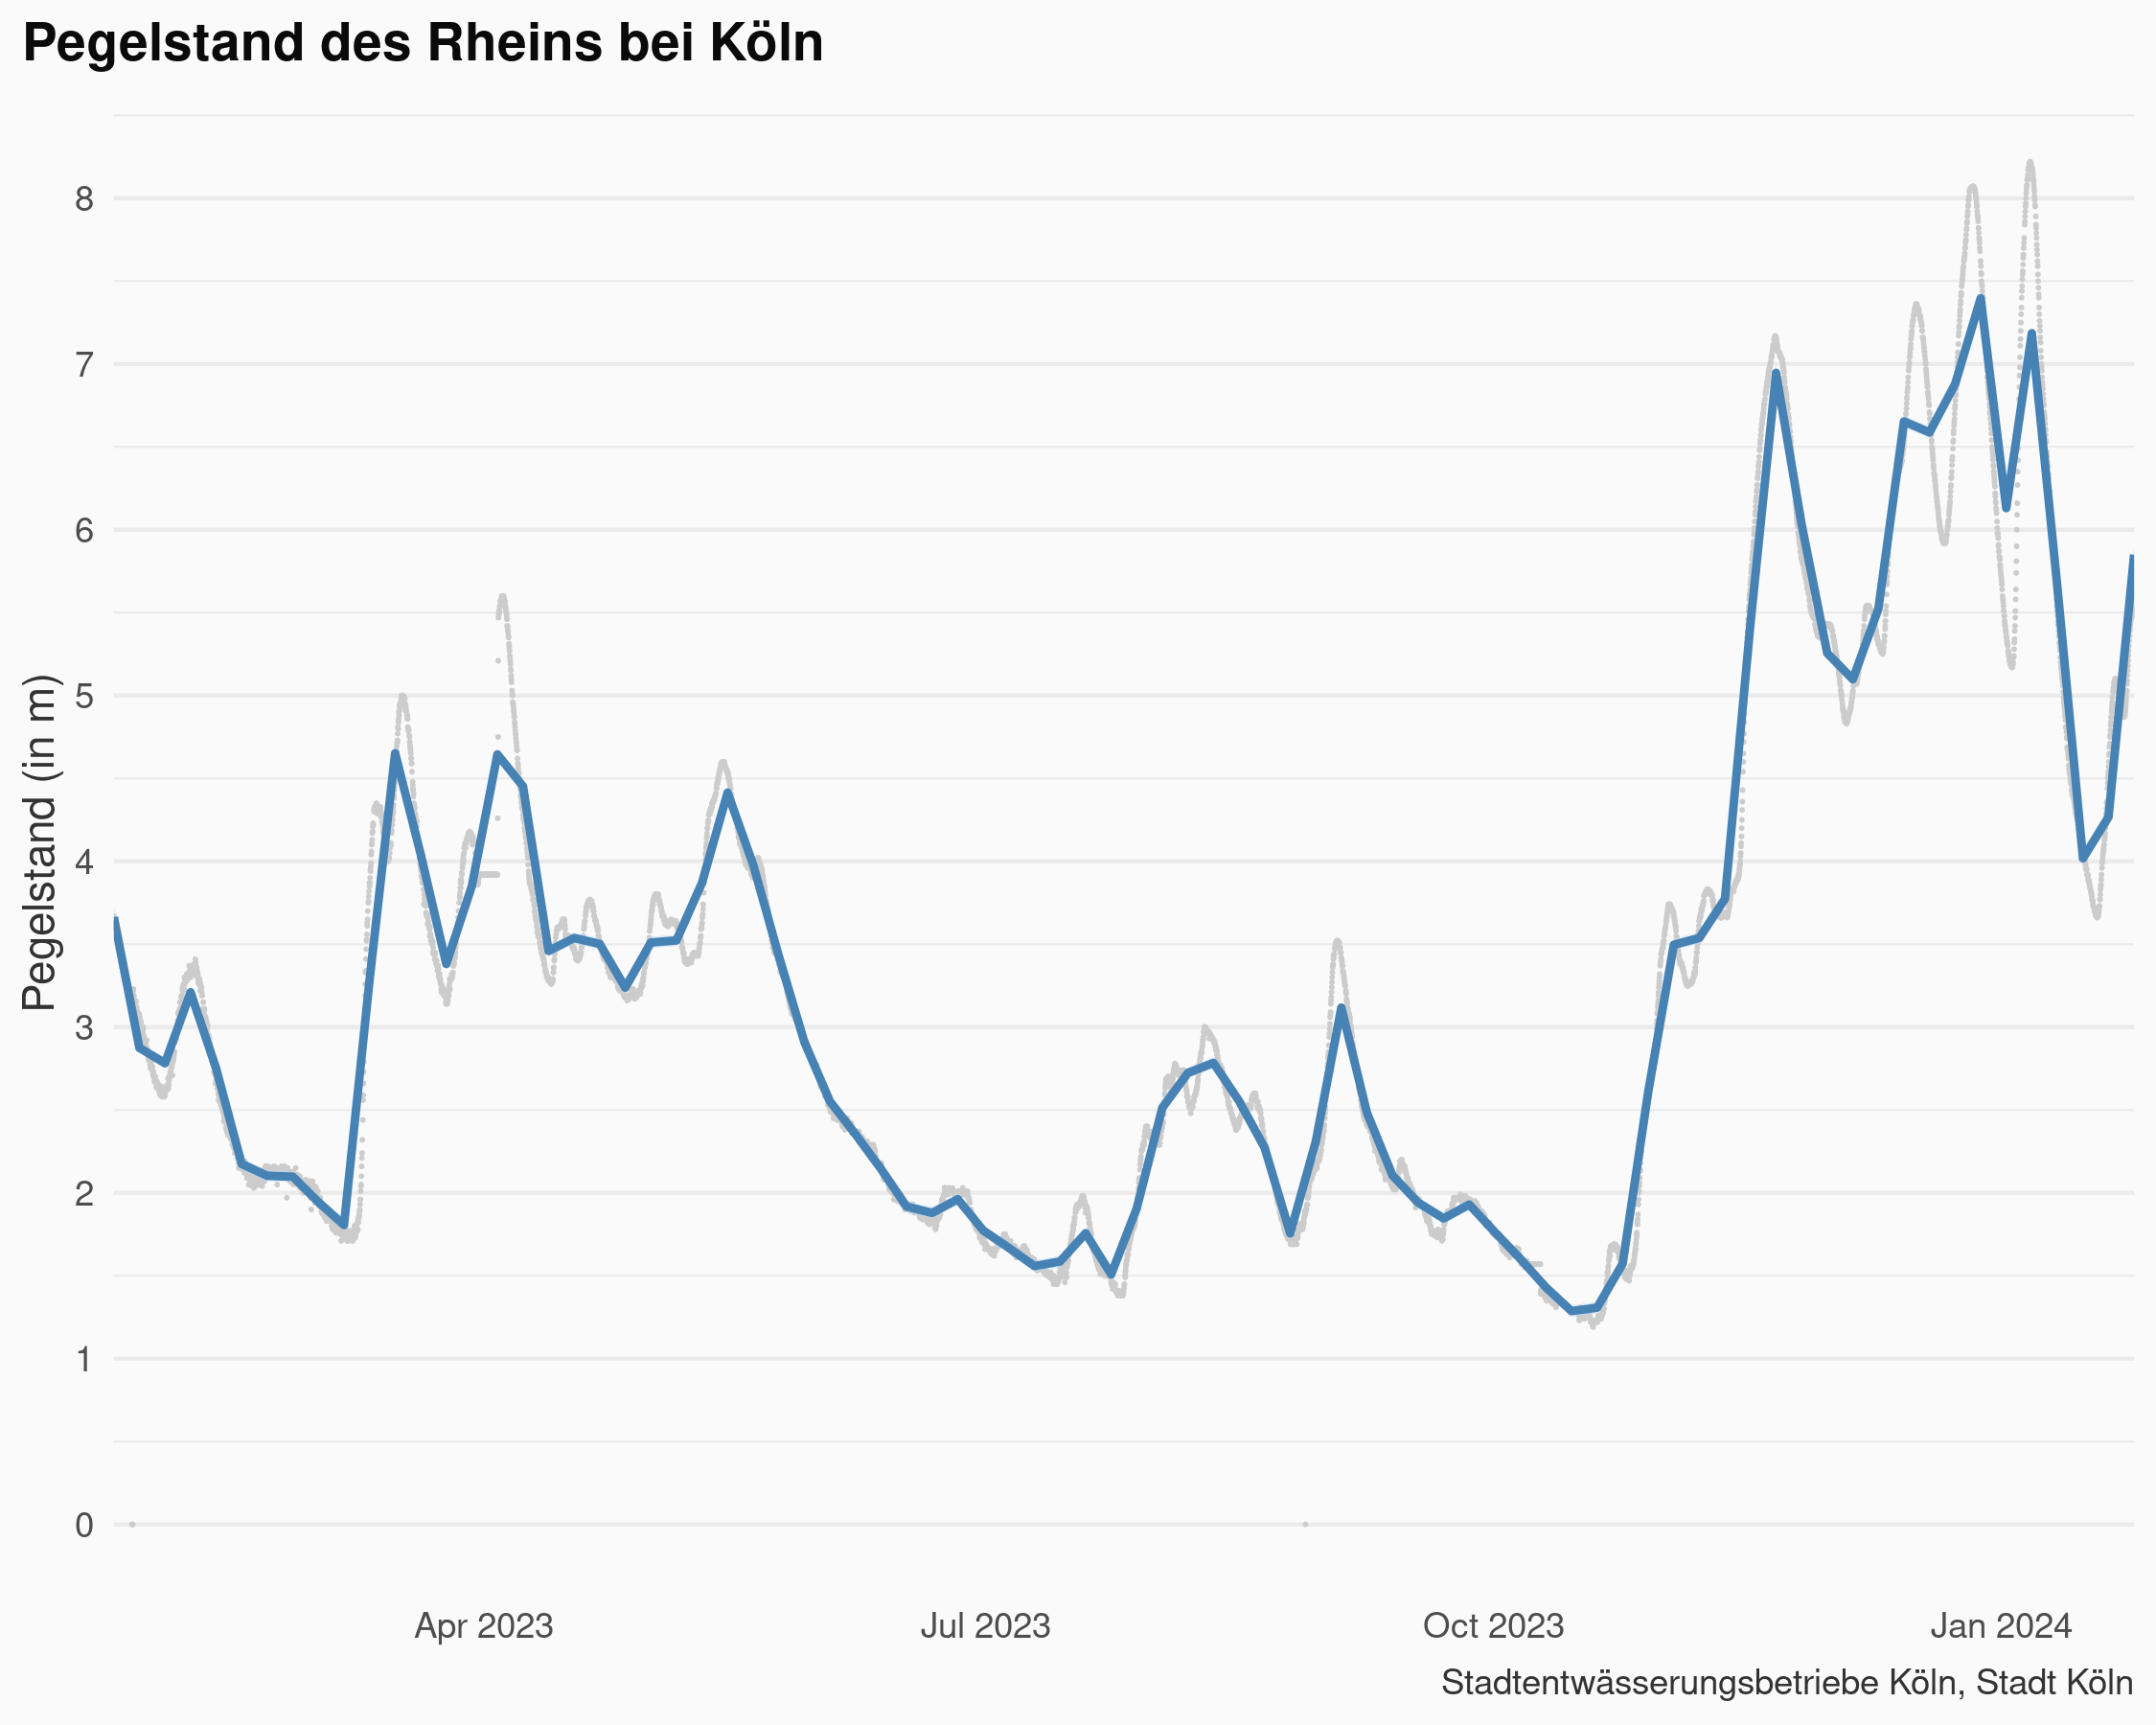 Pegelstand des Rheins bei Köln
Pegelstand (in m)
8
7
6
5
4
3
2
1
0
Apr 2023
Jul 2023
Oct 2023
Jan 2024
Stadtentwässerungsbetriebe Köln, Stadt Köln